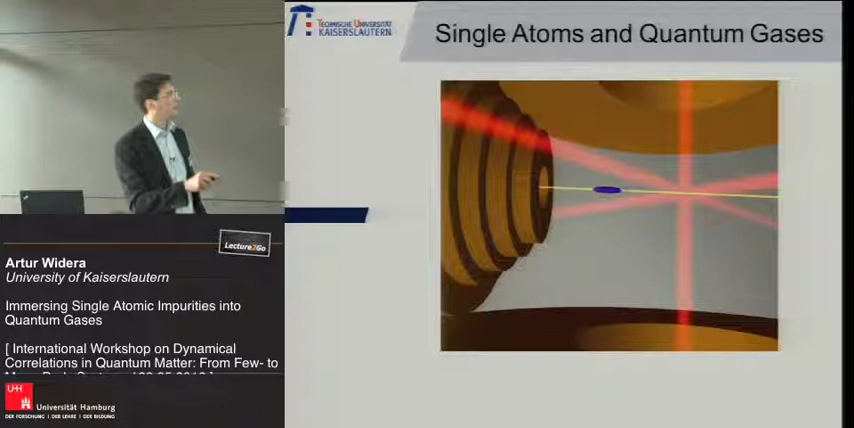 TECHNISCHE UNIVERSITÄT
KAISERSLAUTERN
Single Atoms and Quantum Gases
Lecture2Go
Artur Widera
University of Kaiserslautern
Immersing Single Atomic Impurities into
Quantum Gases
[ International Workshop on Dynamical
Correlations in Quantum Matter: From Few- to
UH
Universität Hamburg
DER FORSCHUNG | DER LEHRE | DER BILDUNG